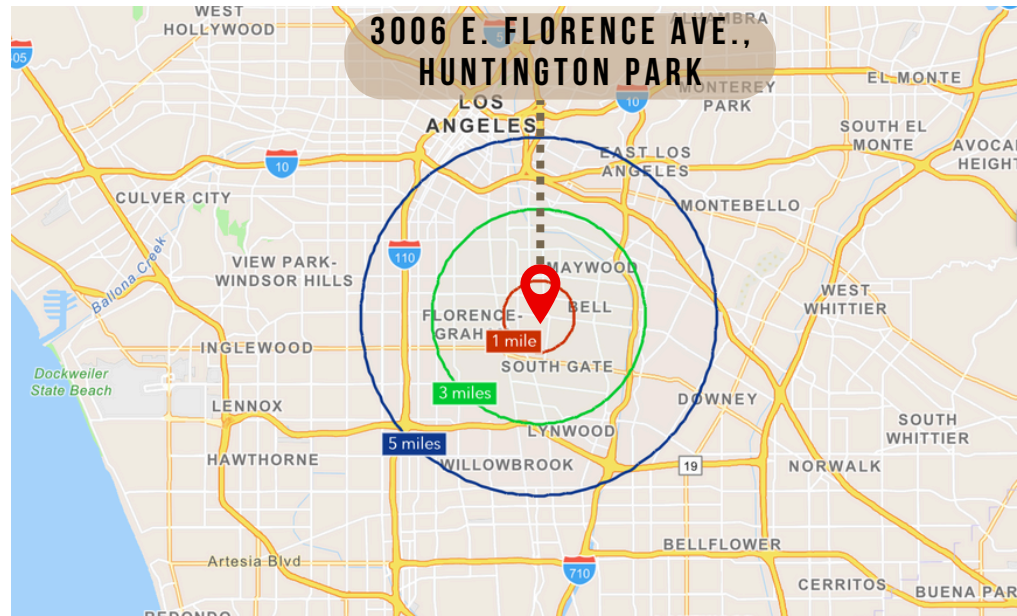 WEST
HOLLYWOOD
3006 E. FLORENCE AVE.,
HUNTINGTON PARK
ALHAMBRA
5
405
10
MONTEREY
PARK
EL MONTE
LOS
ANGELES
SOUTH EL
MONTE
AVOCA
HEIGHT
10
EAST LOS
ANGELES
CULVER CITY
MONTEBELLO
110
VIEW PARK-
WINDSOR HILLS
Ballona Creek
MAYWOOD
WEST
WHITTIER
BELL
FLORENCE-
GRAH
1 mile
INGLEWOOD
SOUTH GATE
Dockweiler
State Beach
3 miles
DOWNEY
LENNOX
SOUTH
WHITTIER
LYNWOOD
5 miles
HAWTHORNE
WILLOWBROOK
19
NORWALK
BELLFLOWER
Artesia Blvd
710
CERRITOS
BUENA PAR
REDONDO